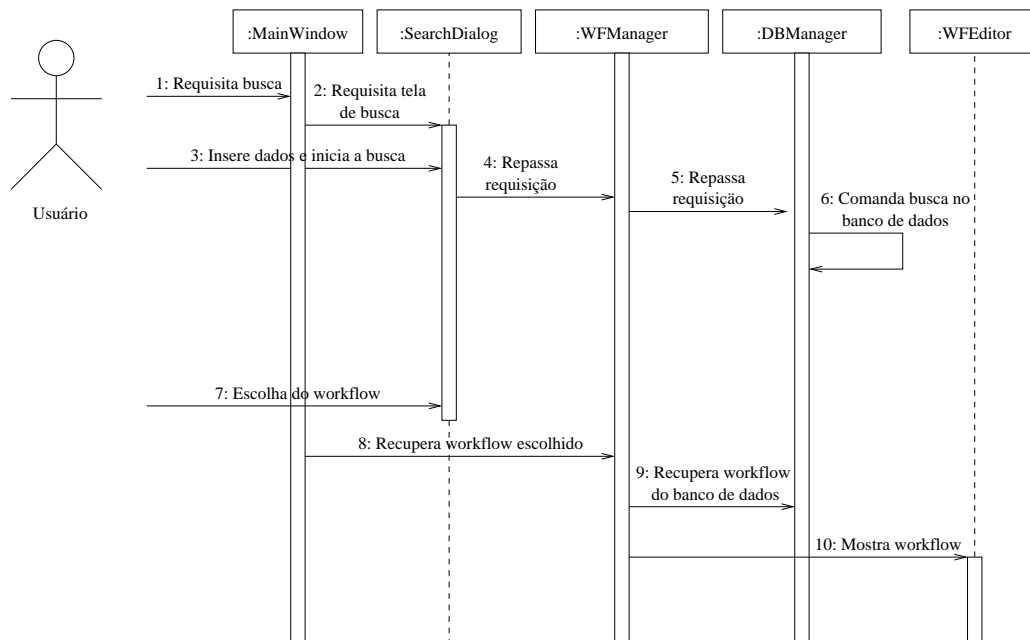 :MainWindow
:SearchDialog
:WFManager
:DBManager
:WFEditor
1: Requisita busca
2: Requisita tela
de busca
3: Insere dados e inicia a busca
4: Repassa
requisição
5: Repassa
requisição
6: Comanda busca no
banco de dados
Usuário
7: Escolha do workflow
8: Recupera workflow escolhido
9: Recupera workflow
do banco de dados
10: Mostra workflow